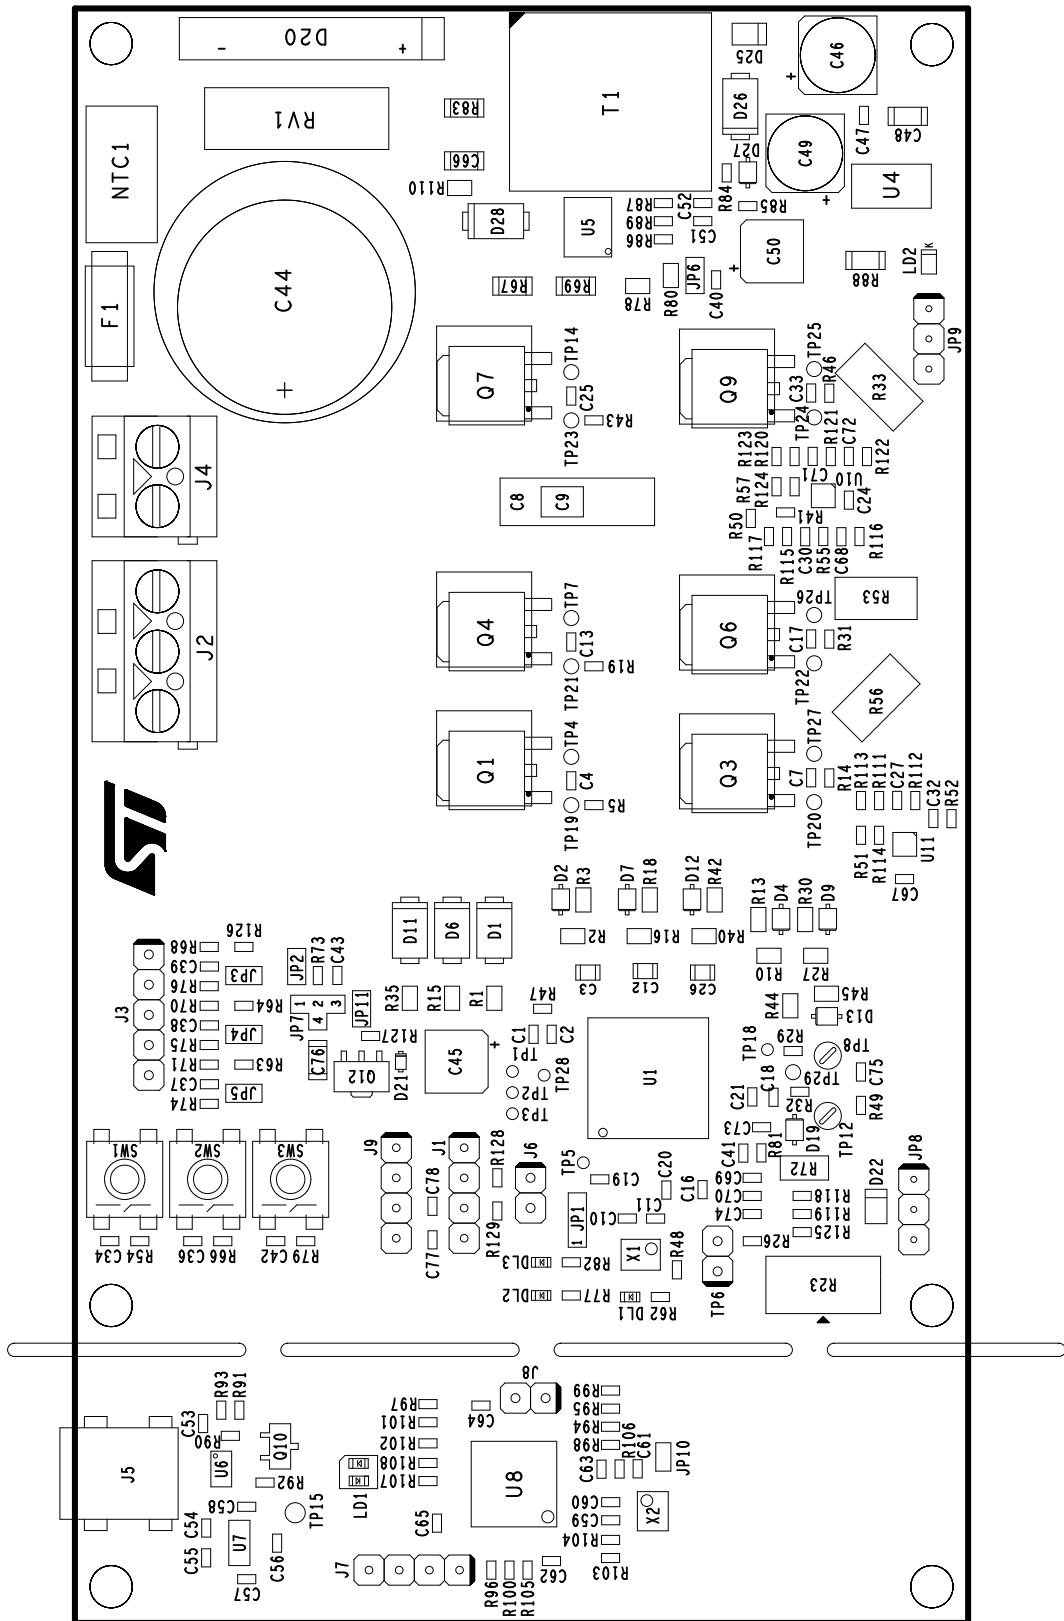 - D20 +
D25
C46
+
T1
RV1
R83
D26
C47
C48
NTC1
C66
D27
C49
R110
R84
U4
D28
U5
R87
C52
R85
+
R89
C51
R86
+
C50
LD2
K
R88
F1
C44
R67
R69
R78
R80
JP6
C40
+
JP9
Q7
TP14
Q9
TP25
C25
C33
R46
R33
TP23
R43
TP24
J4
R123
R120
R121
C72
R122
C8
C9
R57
R124
C71
U10
C24
R50
R41
R117
R115
C30
R55
C68
R116
J2
Q4
TP7
Q6
TP26
R53
C13
C17
R31
TP21
R19
TP22
R56
Q1
TP4
Q3
TP27
C4
C7
R14
R113
R111
C27
R112
TP19
R5
TP20
C32
R52
ST
R51
R114
U11
C67
D2
R3
D7
R18
D12
R42
R13
D4
R30
D9
D11
D6
D1
R126
R68
R2
R16
R40
C39
JP3
JP2
R73
C43
R10
R27
R76
C3
C12
C26
J3
R70
R64
1 2 3
4
JP7
JP11
R35
R15
R1
R47
R44
R45
C38
D13
R75
JP4
R127
C1
C2
R71
R63
C76
Q12
D21
C45
+
TP1
TP28
U1
TP18
R29
TP8
C37
JP5
TP2
TP29
C75
R74
TP3
C21
C18
R32
R49
C73
TP12
SW1
SW2
SW3
J9
J1
R128
J6
TP5
C41
R81
D19
R72
D22
JP8
C19
C20
C16
C69
C70
C74
R118
R119
R125
C78
C10
C11
JP1
1
C34
R54
C36
R66
C42
R79
C77
R129
X1
R48
R26
DL3
R82
TP6
R23
DL2
R77
DL1
R62
J8
R93
R91
C53
R90
Q10
R97
C64
R99
R101
R95
R102
R94
R106
J5
U6
R98
C61
JP10
R92
LD1
R108
R107
U8
C63
C58
C60
X2
C54
TP15
C65
C59
U7
R104
C55
C56
J7
C62
R103
C57
R96
R100
R105